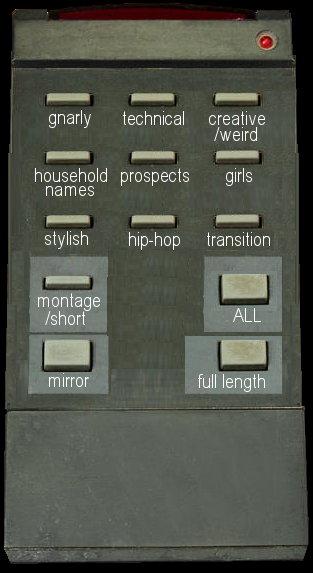 gnarly
technical
creative
/weird
household
names
prospects
girls
stylish
hip-hop
transition
montage
/short
ALL
mirror
full length